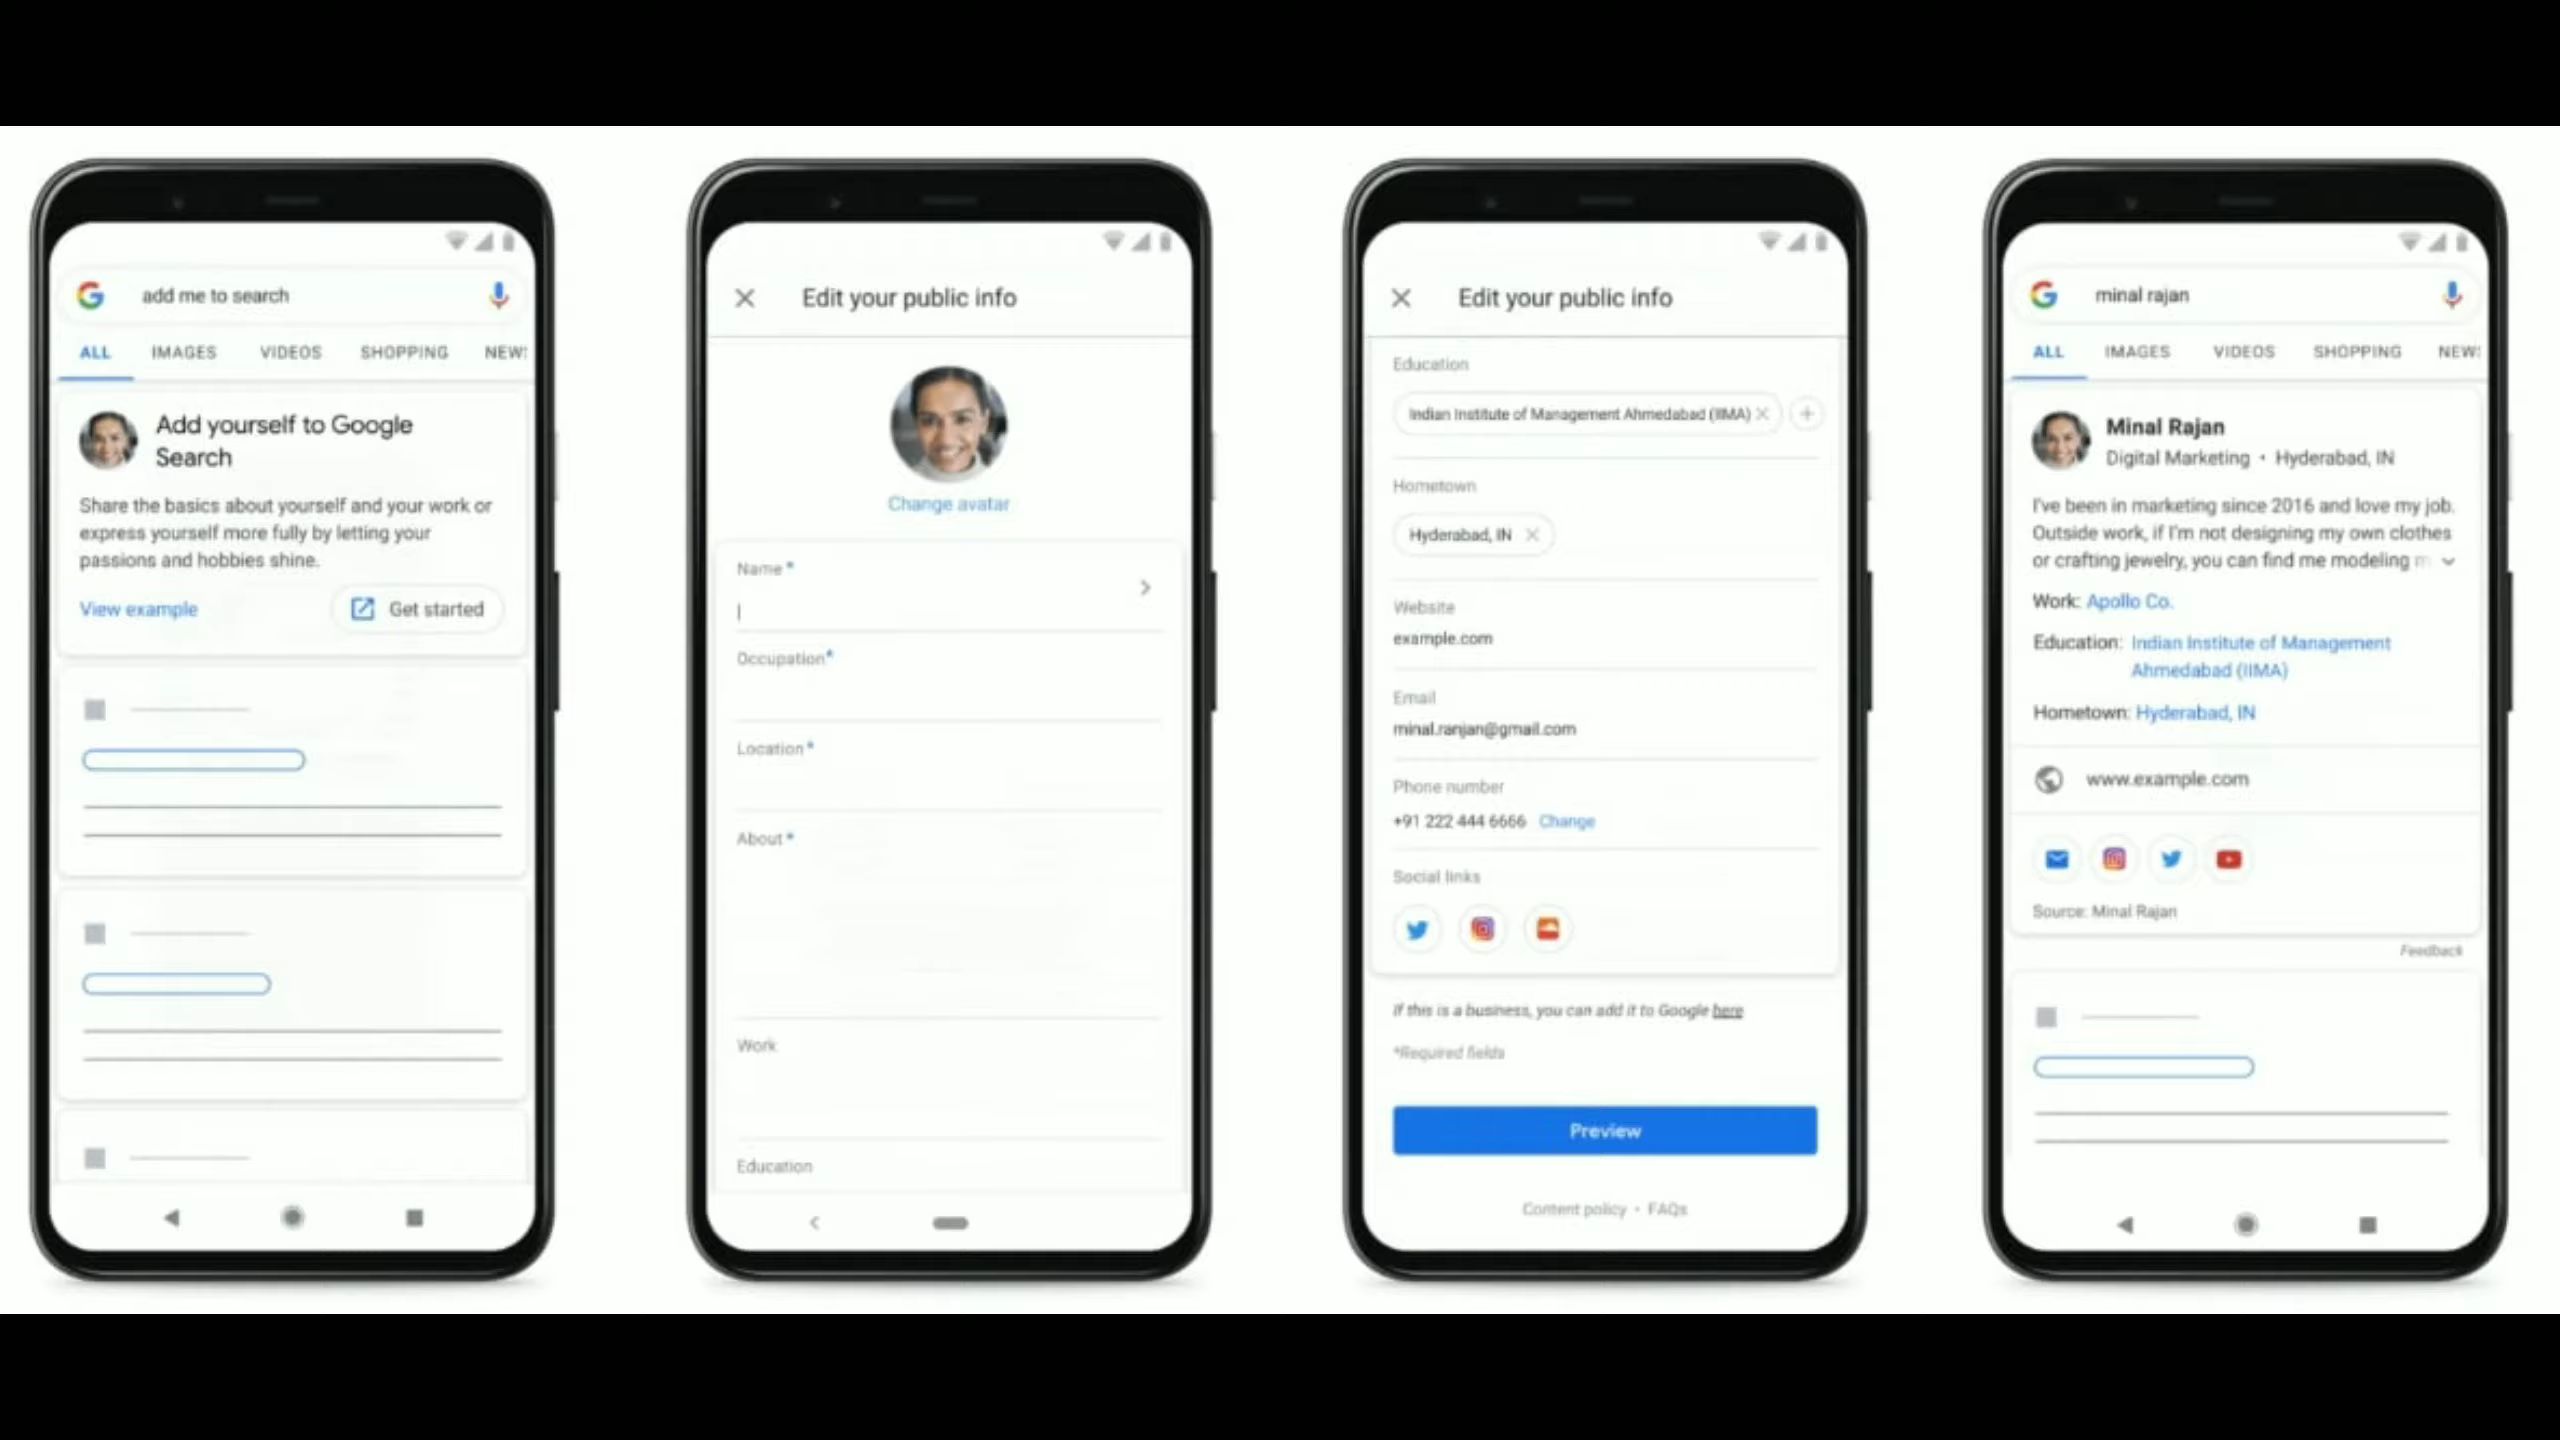 add me to search
ALL IMAGES VIDEOS SHOPPING NEWS
Add yourself to Google
Search
Share the basics about yourself and your work or
express yourself more fully by letting your
passions and hobbies shine.
View example Get started
Edit your public info
Change avatar
Name *
Occupation*
Location *
About *
Work
Education
Edit your public info
Education
Indian Institute of Management Ahmedabad (IIMA)
Hometown
Hyderabad, IN
Website
example.com
Email
minal.ranjan@gmail.com
Phone number
+91 222 444 6666 Change
Social links
If this is a business, you can add it to Google here
*Required fields
Preview
Content policy • FAQs
minal rajan
ALL IMAGES VIDEOS SHOPPING NEWS
Minal Rajan
Digital Marketing • Hyderabad, IN
I've been in marketing since 2016 and love my job.
Outside work, if I'm not designing my own clothes
or crafting jewelry, you can find me modeling
Work: Apollo Co.
Education: Indian Institute of Management
Ahmedabad (IIMA)
Hometown: Hyderabad, IN
www.example.com
Source: Minal Rajan
Feedback